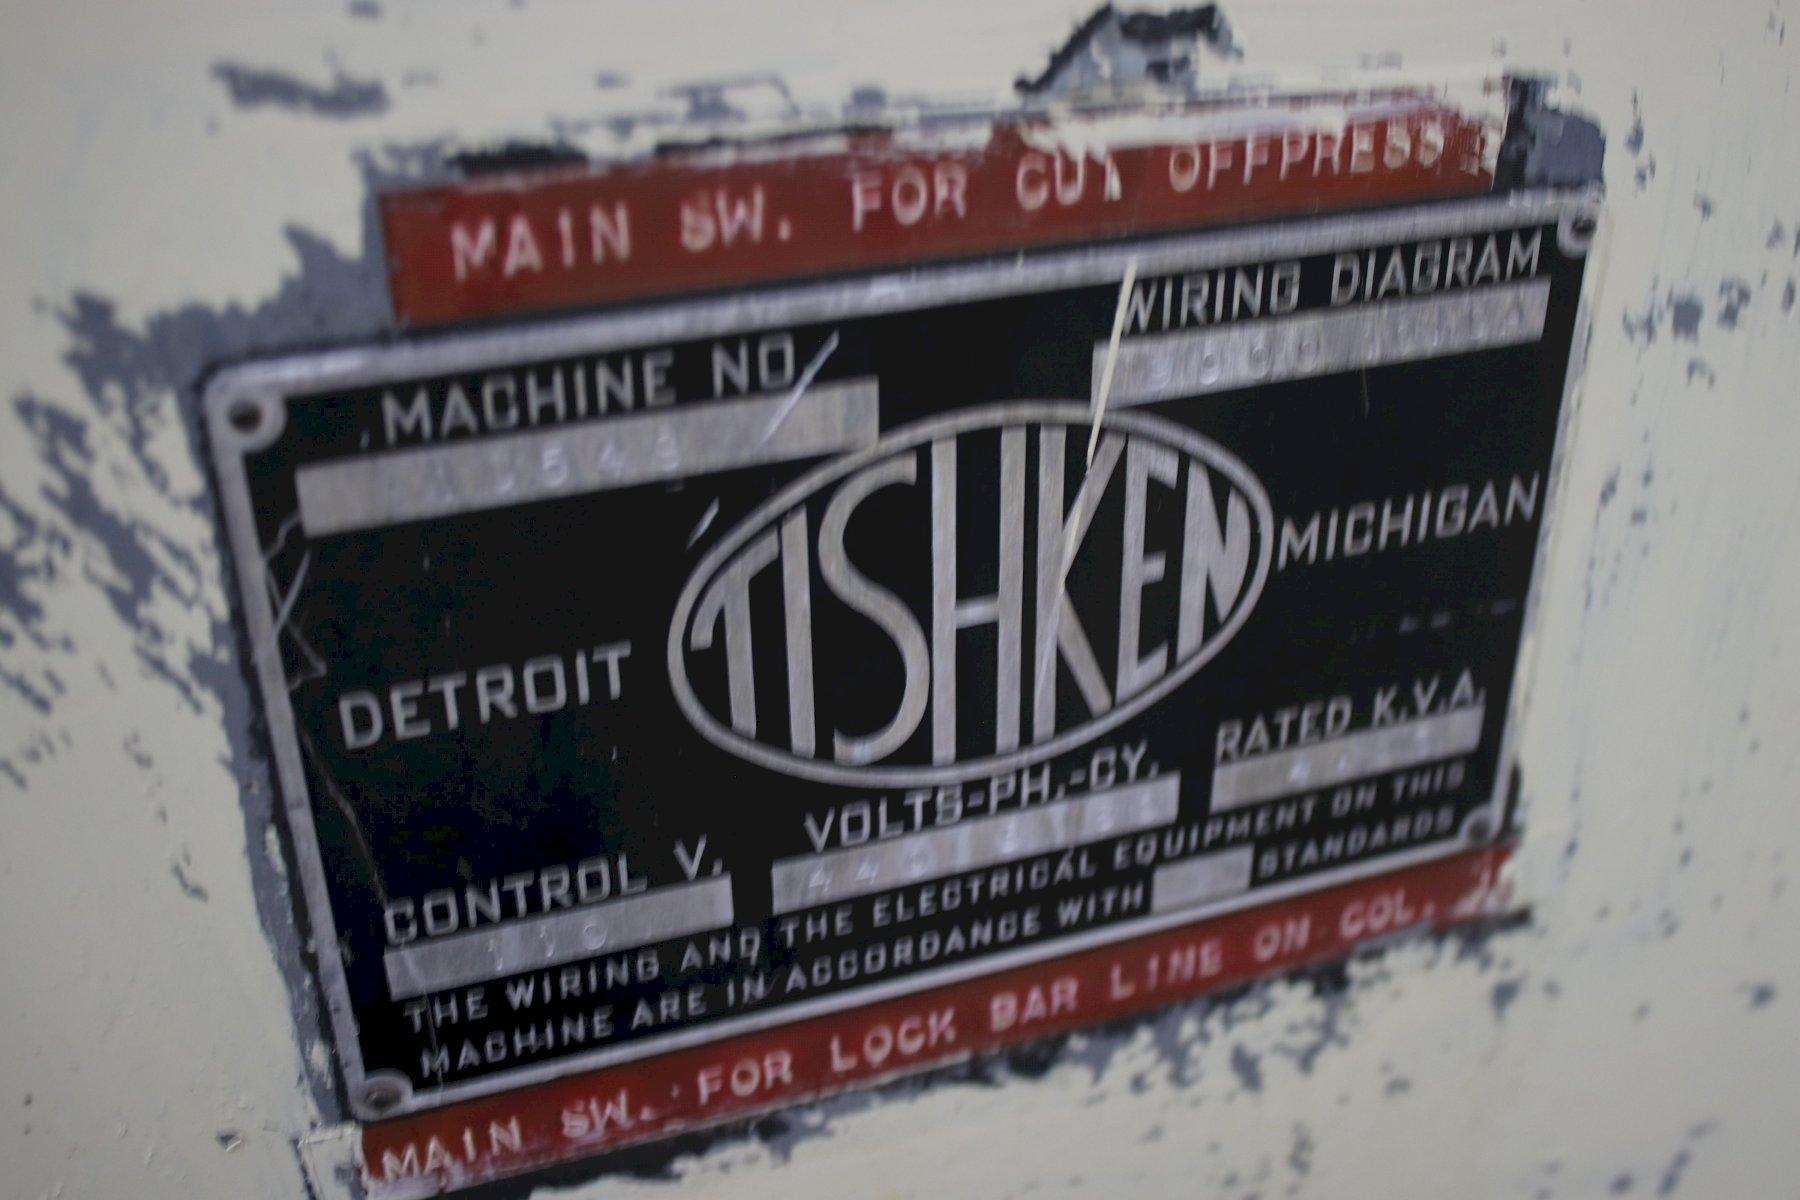 MAIN SW. FOR CUT OFFPRESS
MACHINE NO.
WIRING DIAGRAM
TISHKEN
DETROIT
MICHIGAN
CONTROL V.
110
VOLTS-PH.-CY.
RATED K.V.A.
THE WIRING AND THE ELECTRICAL EQUIPMENT ON THIS
MACHINE ARE IN ACCORDANCE WITH STANDARDS
MAIN SW. FOR LOCK BAR LINE ON COL.